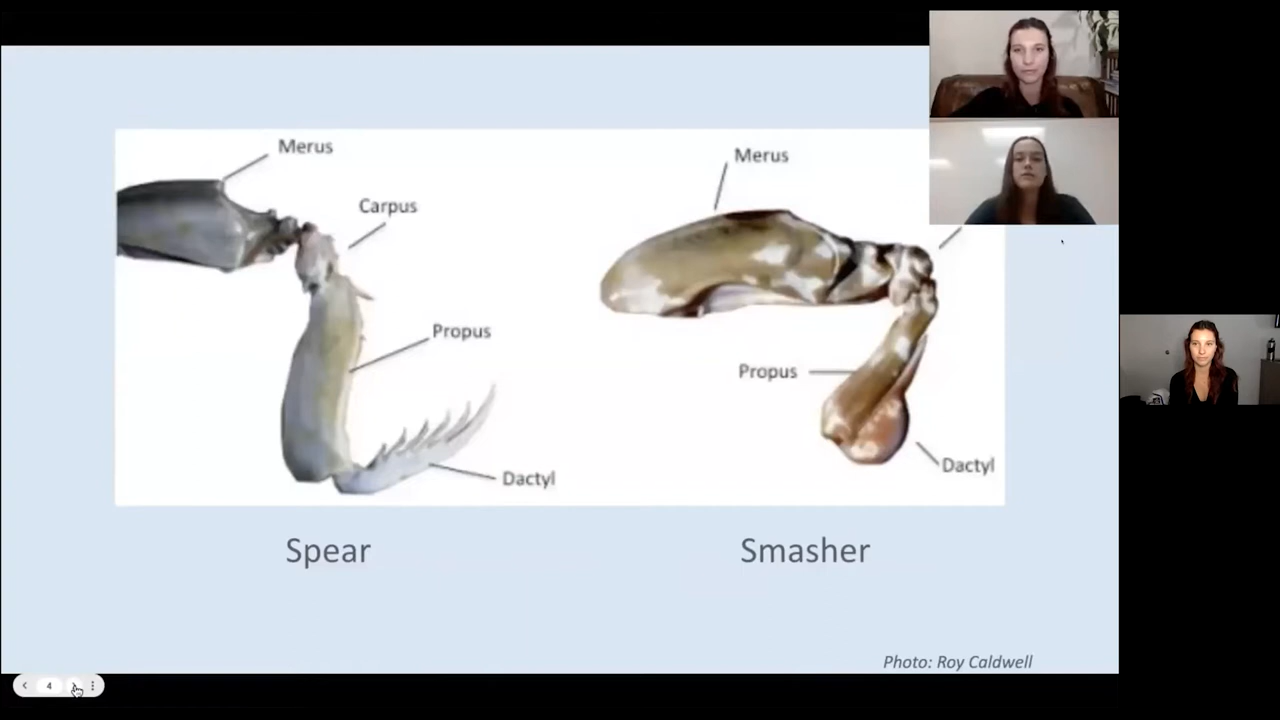 Merus
Carpus
Propus
Dactyl
Merus
Propus
Dactyl
Spear
Smasher
Photo: Roy Caldwell
4